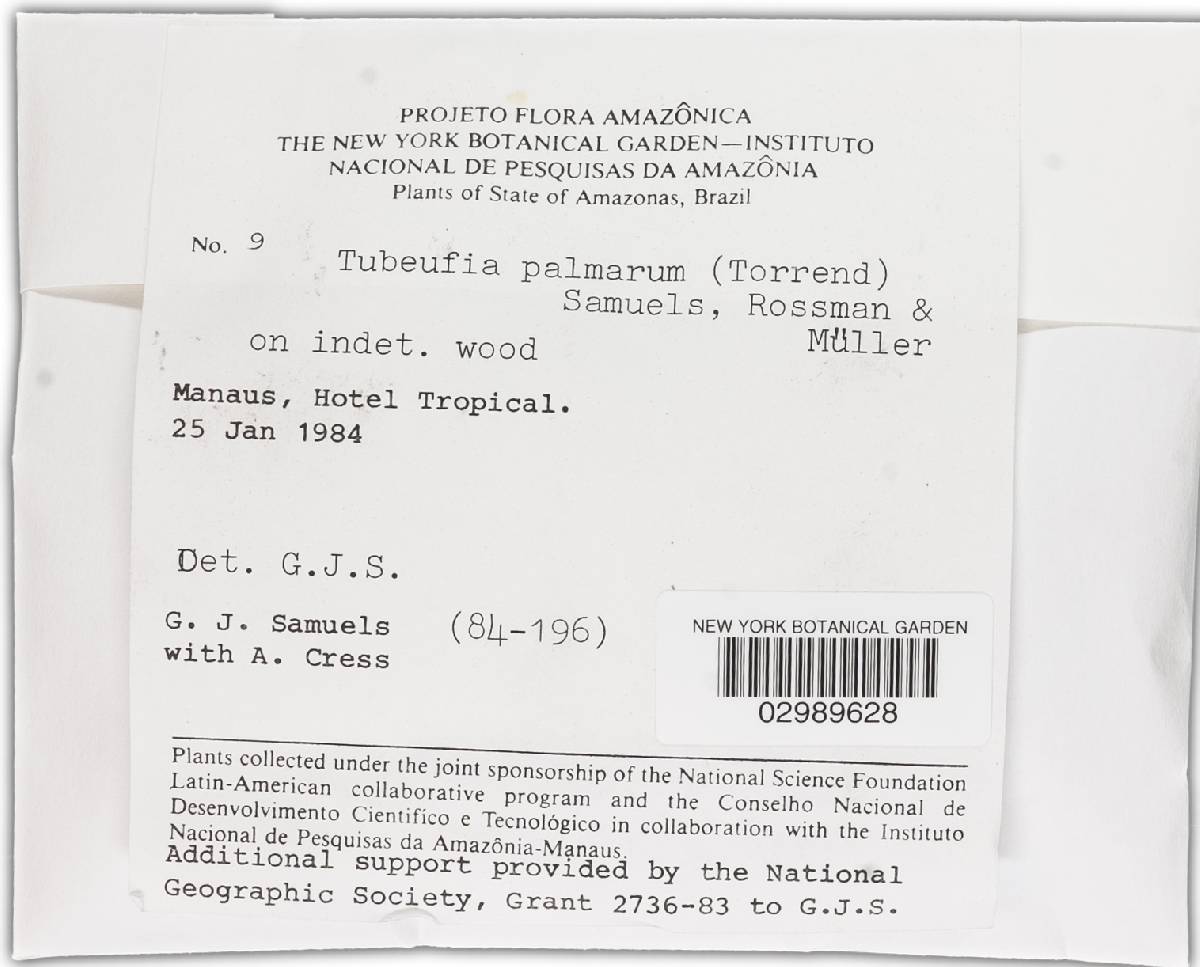 PROJETO FLORA AMAZÔNICA
THE NEW YORK BOTANICAL GARDEN—INSTITUTO
NACIONAL DE PESQUISAS DA AMAZÔNIA
Plants of State of Amazonas, Brazil
No. 9 Tubeufia palmarum (Torrend)
Samuels, Rossman &
on indet. wood Müller
Manaus, Hotel Tropical.
25 Jan 1984
Det. G.J.S.
G. J. Samuels (84-196)
with A. Cress
NEW YORK BOTANICAL GARDEN
02989628
Plants collected under the joint sponsorship of the National Science Foundation
Latin-American collaborative program and the Conselho Nacional de
Desenvolvimento Cientifíco e Tecnológico in collaboration with the Instituto
Nacional de Pesquisas da Amazônia-Manaus.
Additional support provided by the National
Geographic Society, Grant 2736-83 to G.J.S.